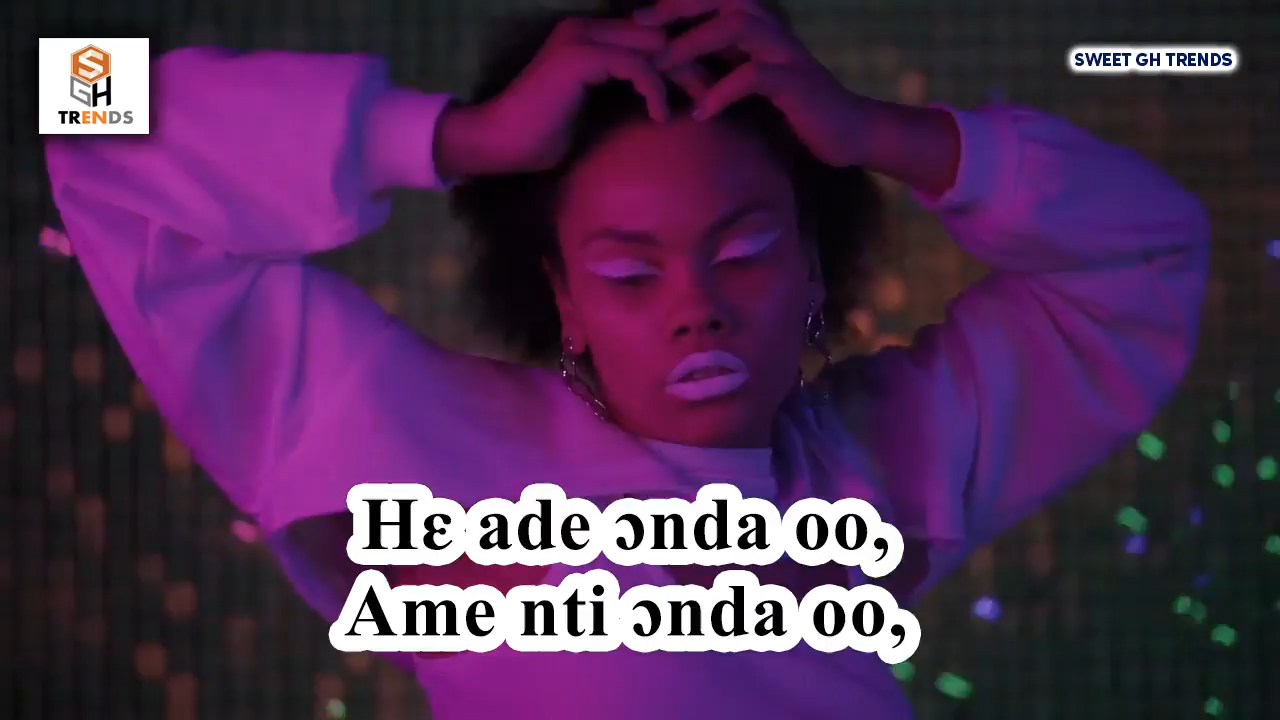 SGH
TRENDS
SWEET GH TRENDS
Hɛ ade ɔnda oo,
Ame nti ɔnda oo,